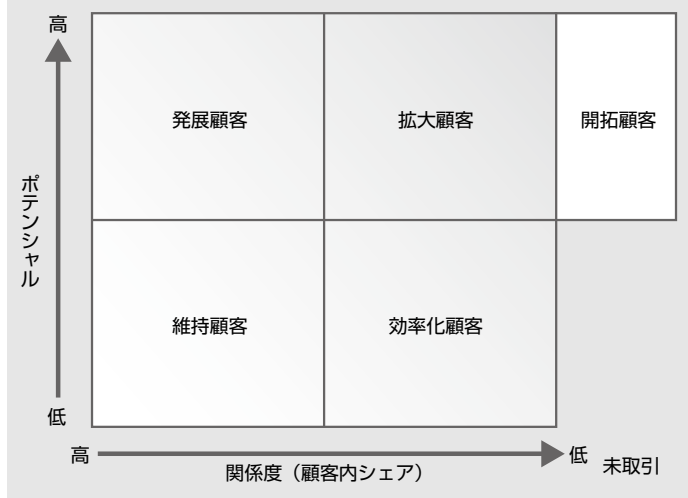 高
発展顧客
拡大顧客
開拓顧客
ポテンシャル
維持顧客
効率化顧客
低
高
関係度（顧客内シェア）
低
未取引